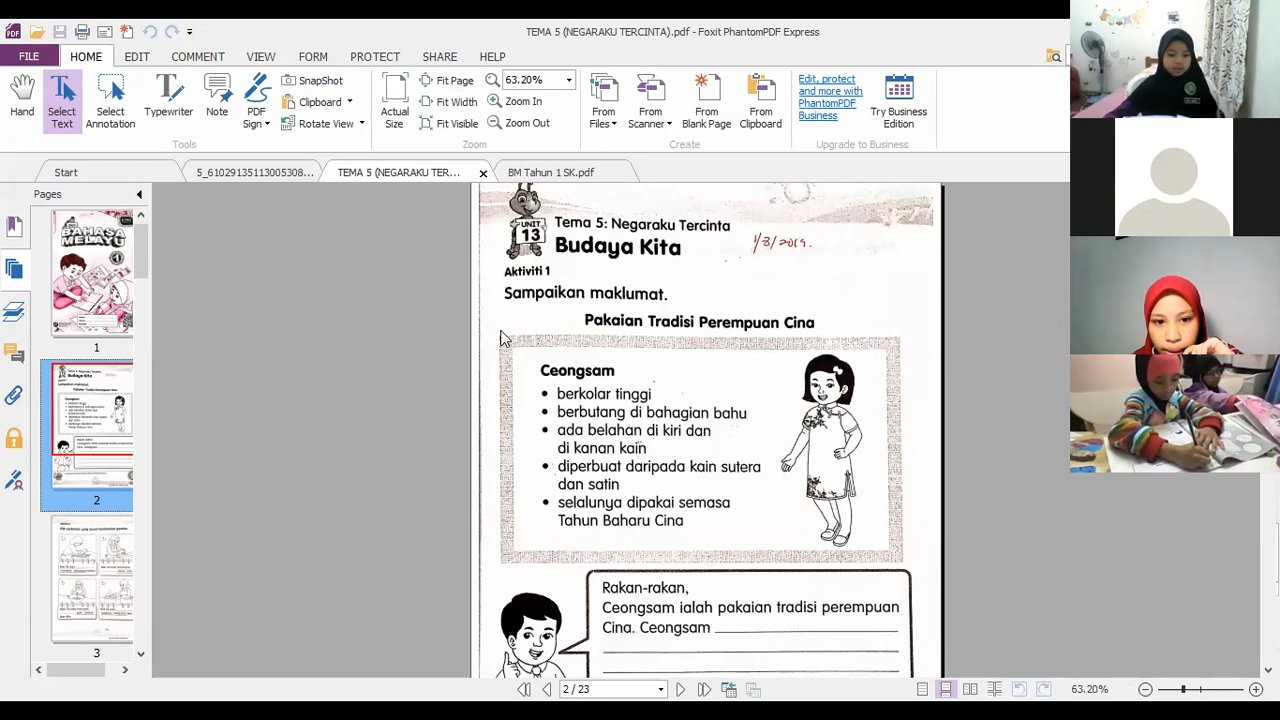 TEMA 5 (NEGARAKU TERCINTA).pdf - Foxit PhantomPDF Express
FILE HOME EDIT COMMENT VIEW FORM PROTECT SHARE HELP
Hand
Select Text
Select Annotation
Typewriter
Note
PDF Sign
SnapShot
Clipboard
Rotate View
Tools
Actual Size
Fit Page
Fit Width
Fit Visible
63.20%
Zoom In
Zoom Out
Zoom
From Files
From Scanner
From Blank Page
From Clipboard
Create
Edit, protect
and more with
PhantomPDF
Business
Try Business Edition
Upgrade to Business
Start
5_61029135113005308...
TEMA 5 (NEGARAKU TER...
BM Tahun 1 SK.pdf
Pages
BAHASA
MELAYU
1
2
3
UNIT
13
Tema 5: Negaraku Tercinta
Budaya Kita
1/8/2019.
Aktiviti 1
Sampaikan maklumat.
Pakaian Tradisi Perempuan Cina
Ceongsam
• berkolar tinggi
• berbutang di bahagian bahu
• ada belahan di kiri dan
di kanan kain
• diperbuat daripada kain sutera
dan satin
• selalunya dipakai semasa
Tahun Baharu Cina
Rakan-rakan,
Ceongsam ialah pakaian tradisi perempuan
Cina. Ceongsam
2 / 23
63.20%